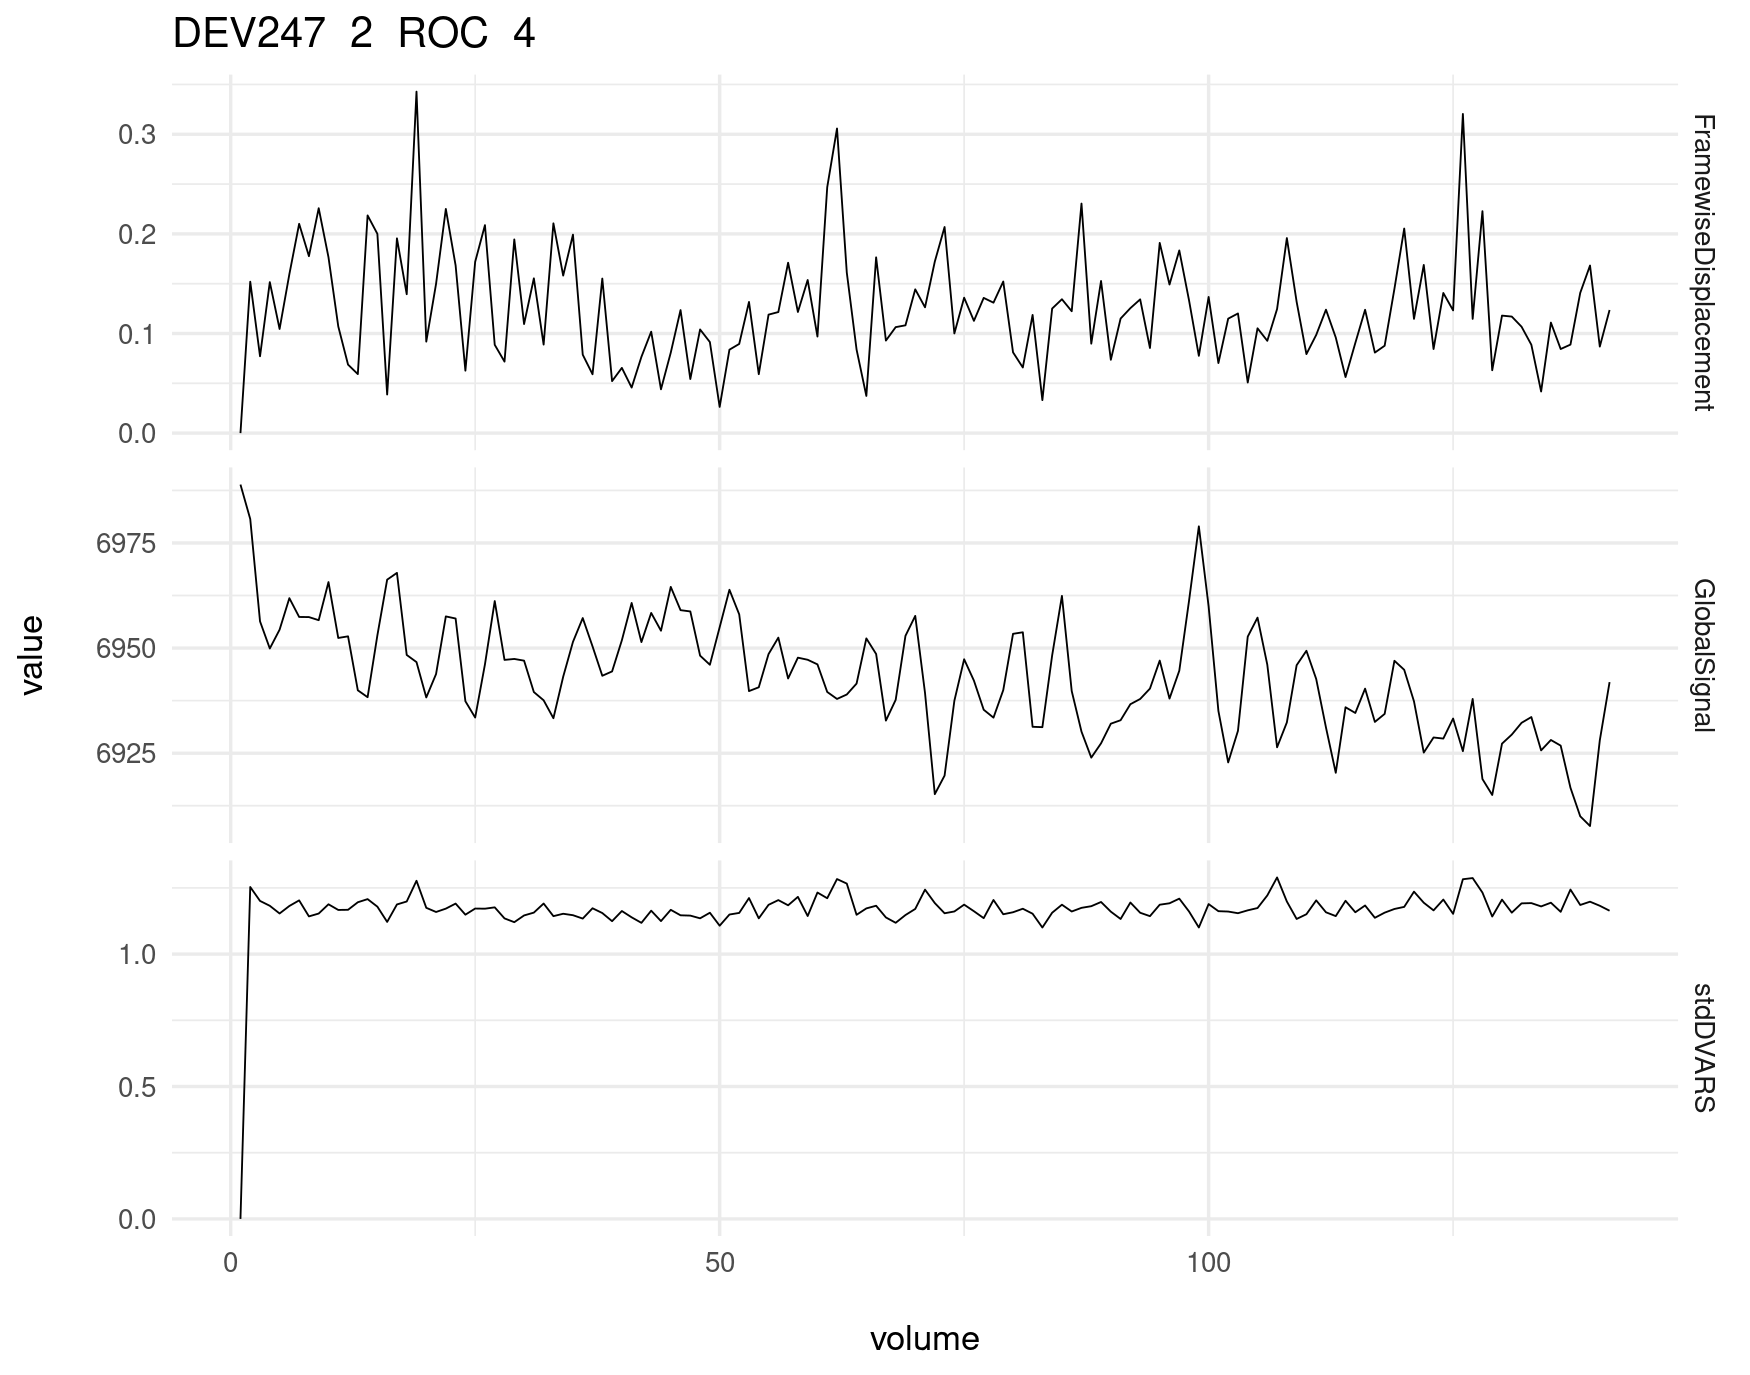 DEV247 2 ROC 4
0.3
0.2
0.1
0.0
FramewiseDisplacement
6975
6950
6925
GlobalSignal
value
1.0
0.5
0.0
stdDVARS
0 50 100
volume